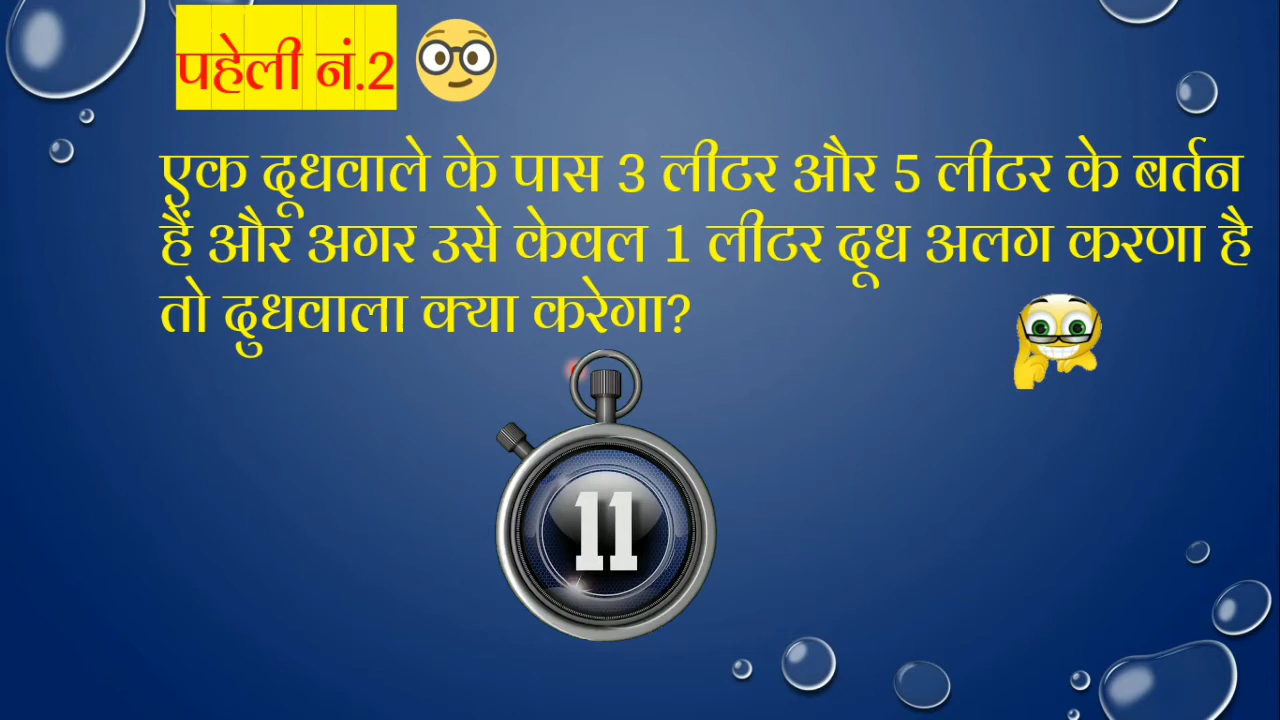 पहेली नं.2
एक दूधवाले के पास 3 लीटर और 5 लीटर के बर्तन
हैं और अगर उसे केवल 1 लीटर दूध अलग करणा है
तो दुधवाला क्या करेगा?
11